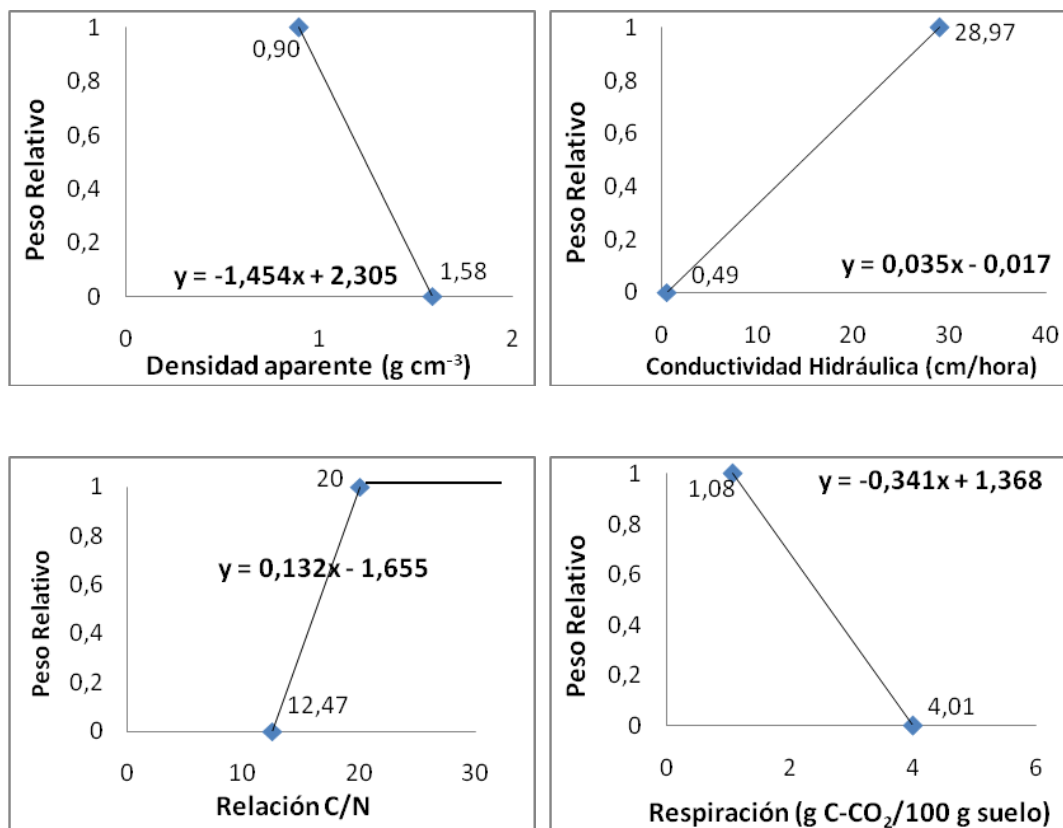 Peso Relativo
1
0,8
0,6
0,4
0,2
0
0,90
1,58
y = -1,454x + 2,305
0 1 2
Densidad aparente (g cm⁻³)
Peso Relativo
1
0,8
0,6
0,4
0,2
0
28,97
0,49
y = 0,035x - 0,017
0 10 20 30 40
Conductividad Hidráulica (cm/hora)
Peso Relativo
1
0,8
0,6
0,4
0,2
0
20
y = 0,132x - 1,655
12,47
0 10 20 30
Relación C/N
Peso Relativo
1
0,8
0,6
0,4
0,2
0
y = -0,341x + 1,368
1,08
4,01
0 2 4 6
Respiración (g C-CO₂/100 g suelo)